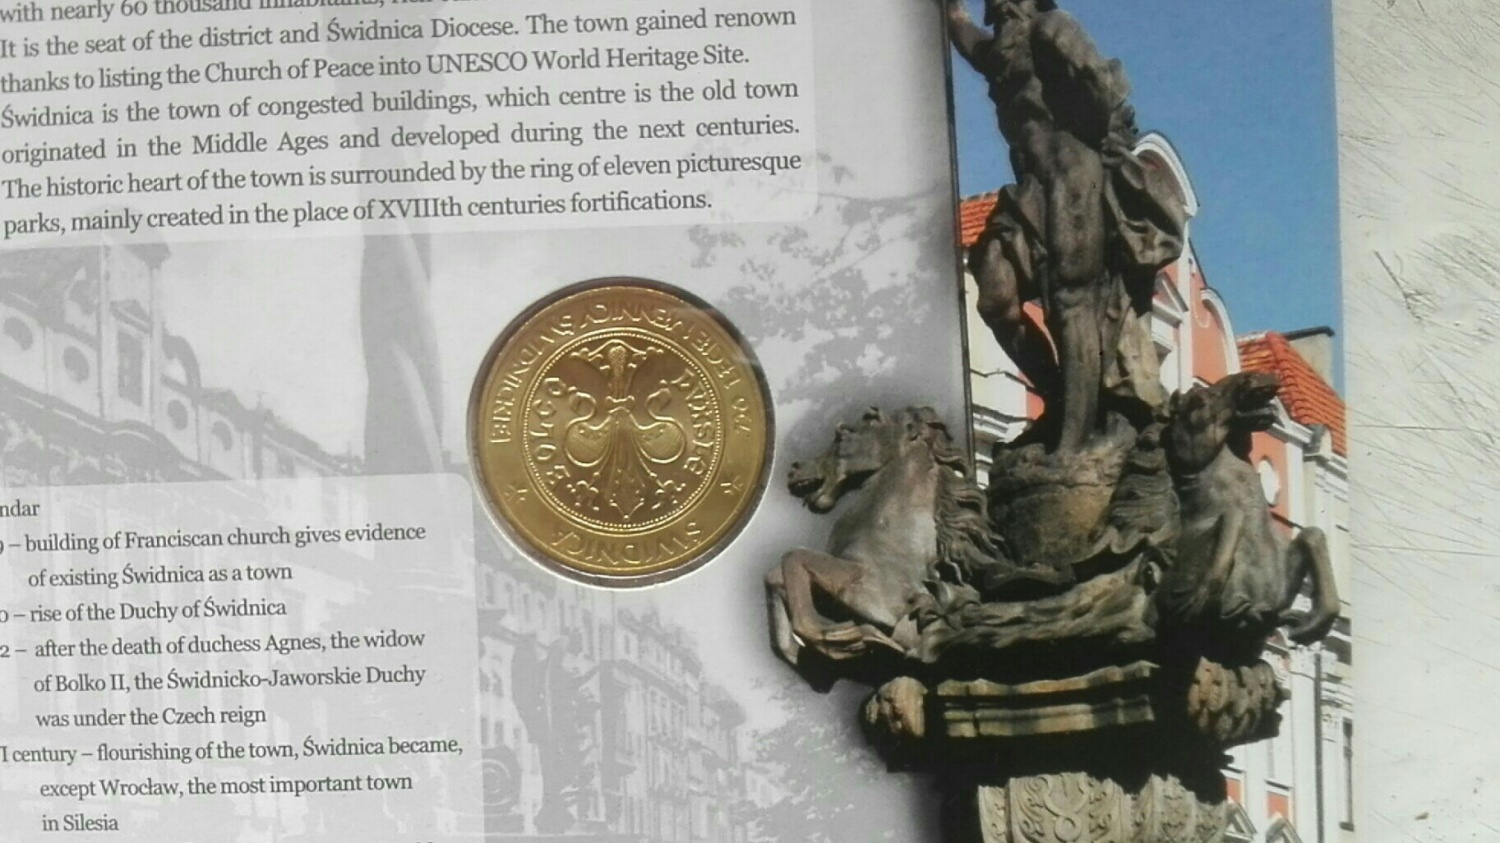 with nearly 60 thousand
It is the seat of the district and Świdnica Diocese. The town gained renown
thanks to listing the Church of Peace into UNESCO World Heritage Site.
Świdnica is the town of congested buildings, which centre is the old town
originated in the Middle Ages and developed during the next centuries.
The historic heart of the town is surrounded by the ring of eleven picturesque
parks, mainly created in the place of XVIIIth centuries fortifications.
ŚWIDNICA
ndar
– building of Franciscan church gives evidence
of existing Świdnica as a town
– rise of the Duchy of Świdnica
2 – after the death of duchess Agnes, the widow
of Bolko II, the Świdnicko-Jaworskie Duchy
was under the Czech reign
I century – flourishing of the town, Świdnica became,
except Wrocław, the most important town
in Silesia